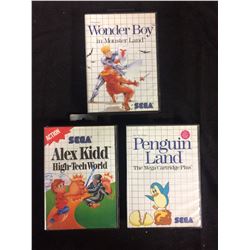 Wonder Boy
in Monster Land
SEGA
ACTION
SEGA
Alex Kidd
High-Tech World
Penguin
Land
The Mega Cartridge Plus
SEGA